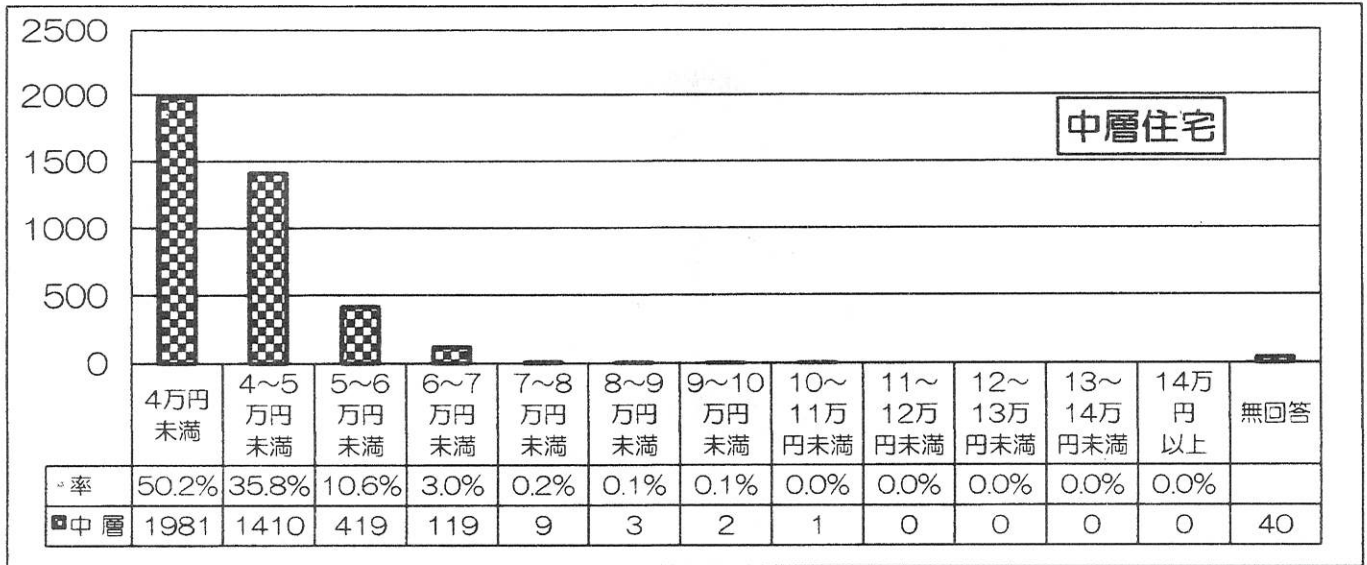 2500
2000
1500
1000
500
0
中層住宅
4万円
未満
4〜5
万円
未満
5〜6
万円
未満
6〜7
万円
未満
7〜8
万円
未満
8〜9
万円
未満
9〜10
万円
未満
10〜
11万
円未満
11〜
12万
円未満
12〜
13万
円未満
13〜
14万
円未満
14万
円
以上
無回答
率 50.2% 35.8% 10.6% 3.0% 0.2% 0.1% 0.1% 0.0% 0.0% 0.0% 0.0% 0.0%
中層 1981 1410 419 119 9 3 2 1 0 0 0 0 40